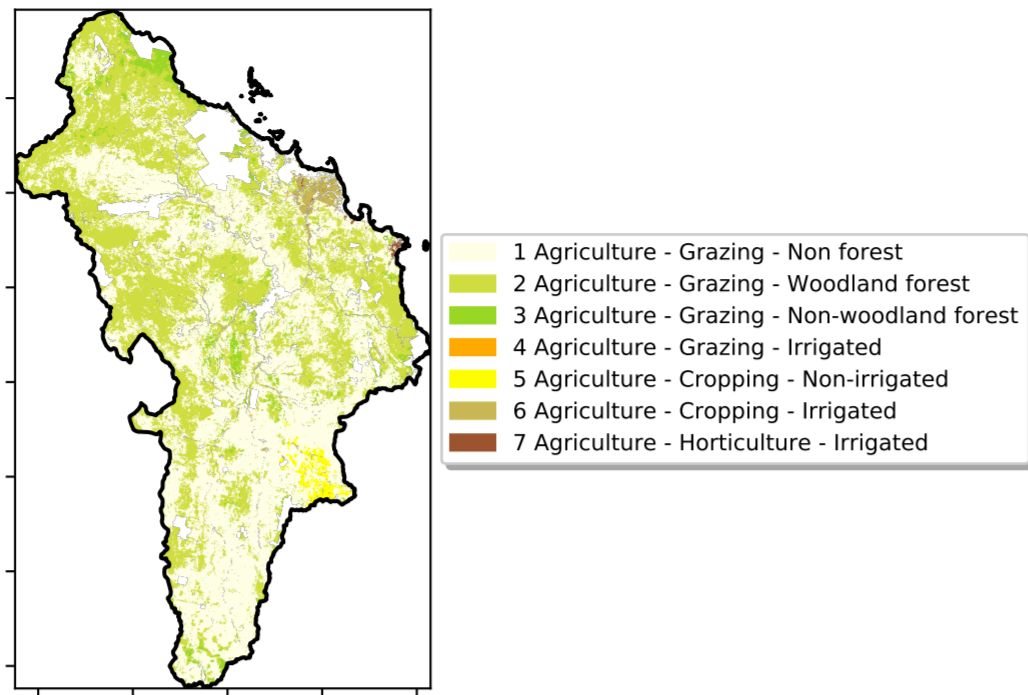 1 Agriculture - Grazing - Non forest
2 Agriculture - Grazing - Woodland forest
3 Agriculture - Grazing - Non-woodland forest
4 Agriculture - Grazing - Irrigated
5 Agriculture - Cropping - Non-irrigated
6 Agriculture - Cropping - Irrigated
7 Agriculture - Horticulture - Irrigated